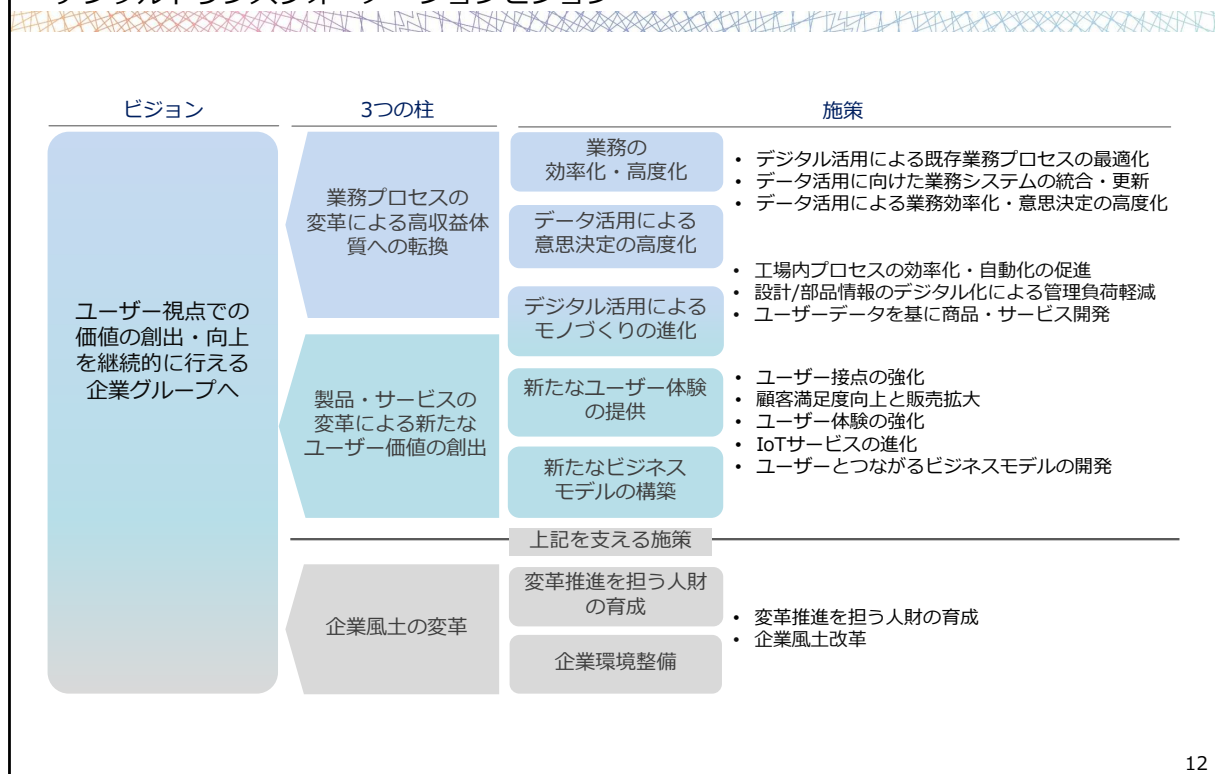 デジタルトランスフォーメーションビジョン
ビジョン
3つの柱
施策
ユーザー視点での
価値の創出・向上
を継続的に行える
企業グループへ
業務プロセスの
変革による高収益体
質への転換
業務の
効率化・高度化
データ活用による
意思決定の高度化
• デジタル活用による既存業務プロセスの最適化
• データ活用に向けた業務システムの統合・更新
• データ活用による業務効率化・意思決定の高度化
デジタル活用による
モノづくりの進化
• 工場内プロセスの効率化・自動化の促進
• 設計/部品情報のデジタル化による管理負荷軽減
• ユーザーデータを基に商品・サービス開発
製品・サービスの
変革による新たな
ユーザー価値の創出
新たなユーザー体験
の提供
新たなビジネス
モデルの構築
• ユーザー接点の強化
• 顧客満足度向上と販売拡大
• ユーザー体験の強化
• IoTサービスの進化
• ユーザーとつながるビジネスモデルの開発
上記を支える施策
企業風土の変革
変革推進を担う人財
の育成
企業環境整備
• 変革推進を担う人財の育成
• 企業風土改革
12